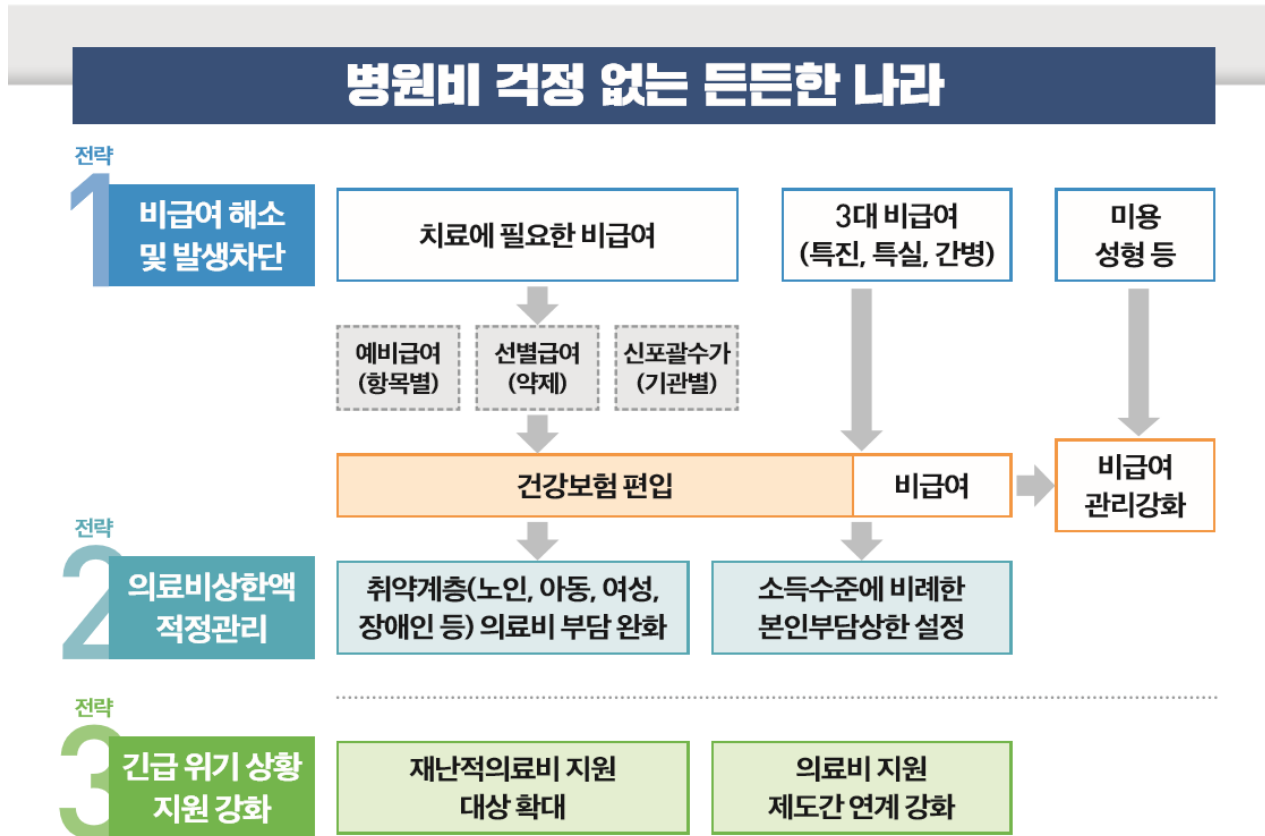 병원비 걱정 없는 든든한 나라
전략
1
비급여 해소
및 발생차단
치료에 필요한 비급여
3대 비급여
(특진, 특실, 간병)
미용
성형 등
예비급여
(항목별)
선별급여
(약제)
신포괄수가
(기관별)
건강보험 편입
비급여
비급여
관리강화
전략
2
의료비상한액
적정관리
취약계층(노인, 아동, 여성,
장애인 등) 의료비 부담 완화
소득수준에 비례한
본인부담상한 설정
전략
3
긴급 위기 상황
지원 강화
재난적의료비 지원
대상 확대
의료비 지원
제도간 연계 강화